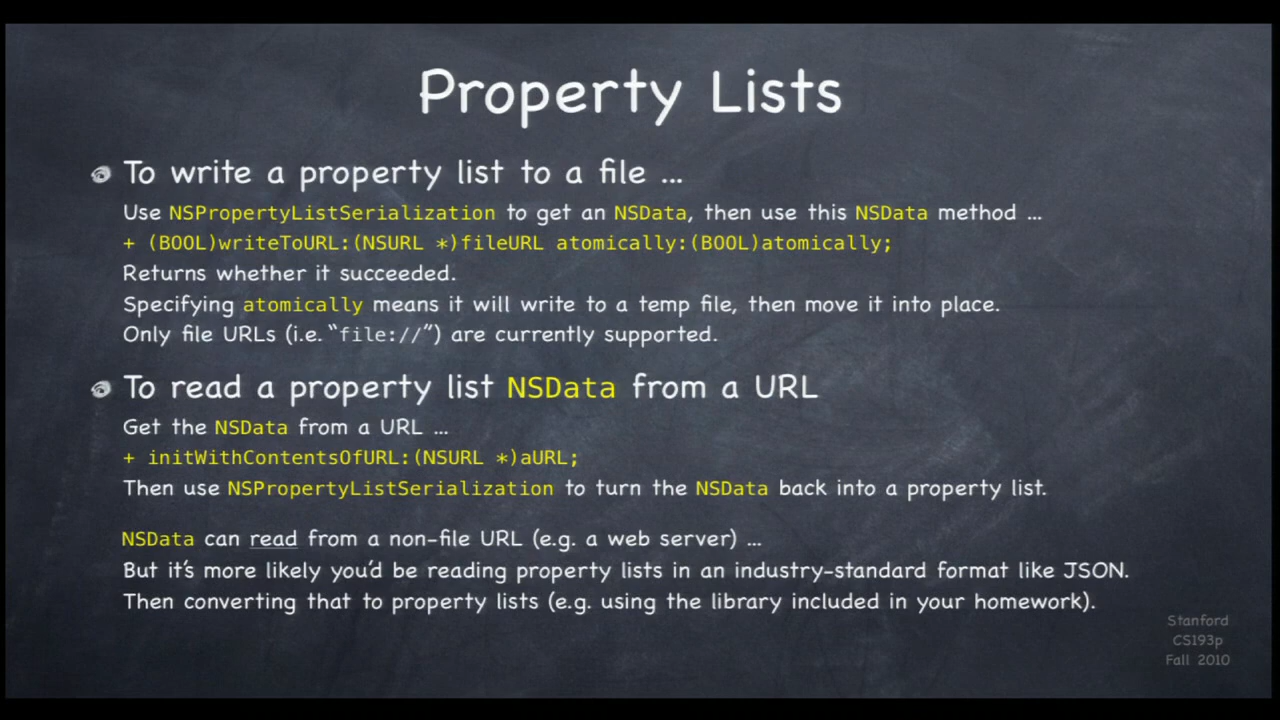 Property Lists
To write a property list to a file ...
Use NSPropertyListSerialization to get an NSData, then use this NSData method ...
+ (BOOL)writeToURL:(NSURL *)fileURL atomically:(BOOL)atomically;
Returns whether it succeeded.
Specifying atomically means it will write to a temp file, then move it into place.
Only file URLs (i.e. “file://”) are currently supported.
To read a property list NSData from a URL
Get the NSData from a URL ...
+ initWithContentsOfURL:(NSURL *)aURL;
Then use NSPropertyListSerialization to turn the NSData back into a property list.
NSData can read from a non-file URL (e.g. a web server) ...
But it’s more likely you’d be reading property lists in an industry-standard format like JSON.
Then converting that to property lists (e.g. using the library included in your homework).
Stanford
CS193p
Fall 2010